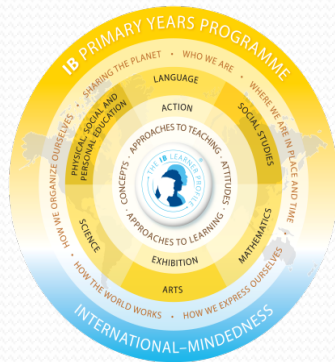 IB PRIMARY YEARS PROGRAMME
SHARING THE PLANET • WHO WE ARE • WHERE WE ARE IN PLACE AND TIME • HOW WE EXPRESS OURSELVES • HOW THE WORLD WORKS • HOW WE ORGANIZE OURSELVES •
LANGUAGE
SOCIAL STUDIES
MATHEMATICS
ARTS
SCIENCE
PHYSICAL, SOCIAL AND
PERSONAL EDUCATION
ACTION
APPROACHES TO TEACHING • ATTITUDES • APPROACHES TO LEARNING • CONCEPTS •
THE IB LEARNER PROFILE
EXHIBITION
INTERNATIONAL–MINDEDNESS